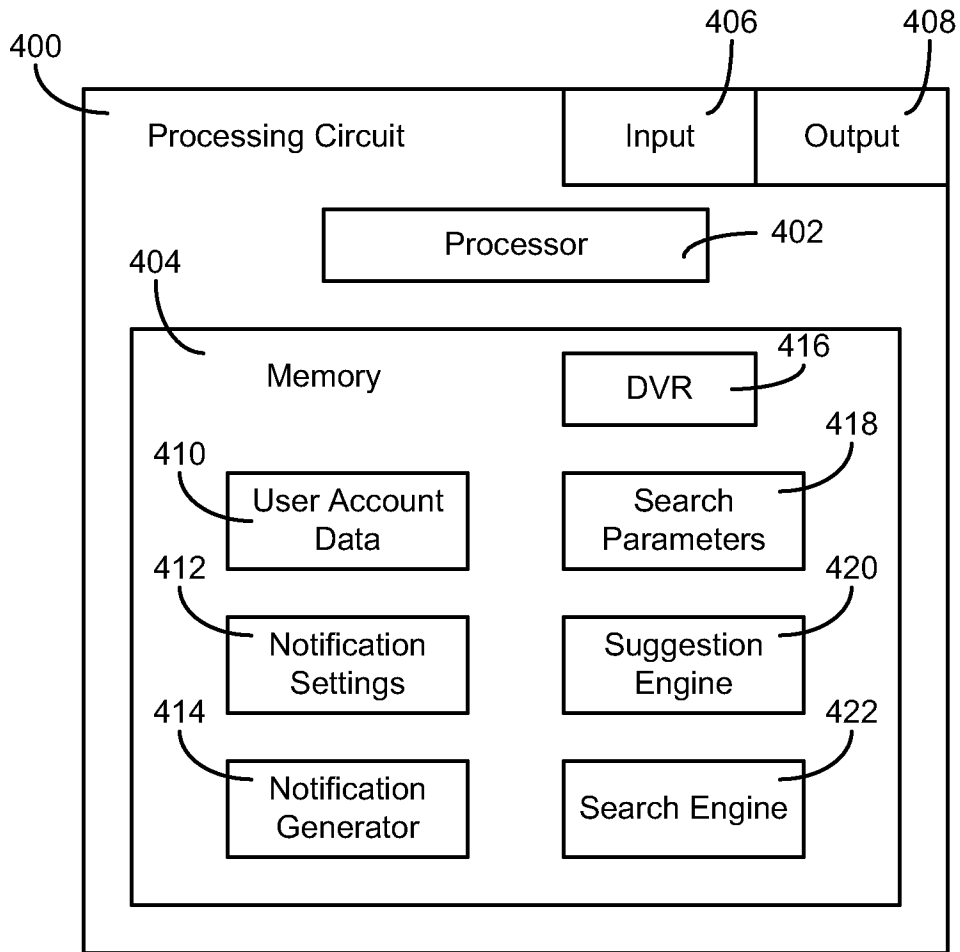 406
408
400
Processing Circuit
Input
Output
Processor
402
404
Memory
DVR
416
410
User Account
Data
418
Search
Parameters
412
Notification
Settings
420
Suggestion
Engine
414
Notification
Generator
422
Search Engine